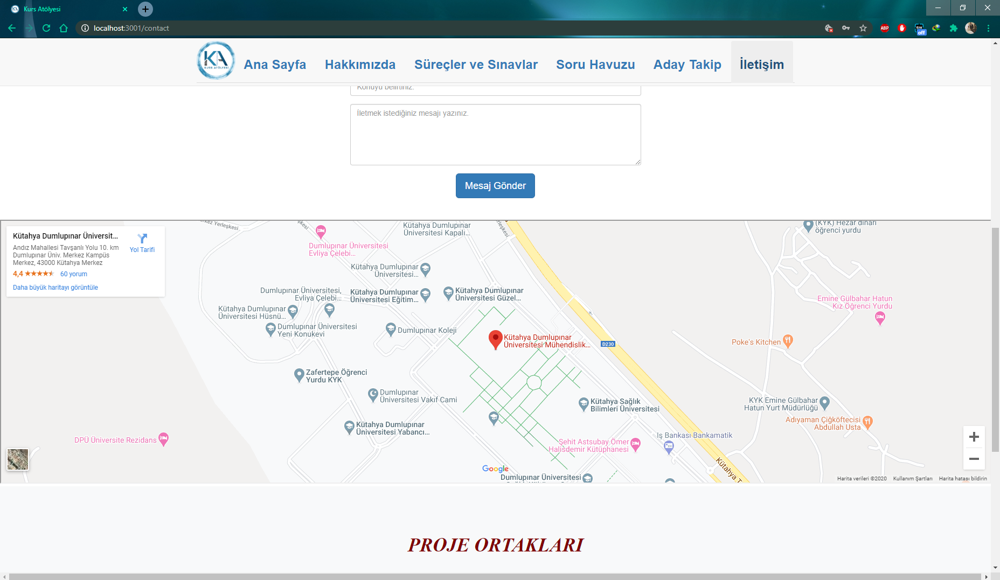 Kurs Atölyesi
localhost:3001/contact
ABP
off
KA
KURS ATÖLYESİ
Ana Sayfa
Hakkımızda
Süreçler ve Sınavlar
Soru Havuzu
Aday Takip
İletişim
Konuyu belirtiniz.
İletmek istediğiniz mesajı yazınız.
Mesaj Gönder
Kütahya Dumlupınar Üniversit...
Andız Mahallesi Tavşanlı Yolu 10. km
Dumlupınar Üniv. Merkez Kampüs
Merkez, 43000 Kütahya Merkez
4,4
60 yorum
Daha büyük haritayı görüntüle
Yol Tarifi
Kütahya Dumlupınar
Üniversitesi Kapalı...
(KYK) Hezar dinari
öğrenci yurdu
Dumlupınar Üniversitesi
Evliya Çelebi...
Kütahya Dumlupınar
Üniversitesi...
Dumlupınar Üniversitesi,
Evliya Çelebi...
Kütahya Dumlupınar
Üniversitesi Eğitim...
Kütahya Dumlupınar
Üniversitesi Güzel...
Emine Gülbahar Hatun
Kız Öğrenci Yurdu
Kütahya Dumlupınar
Üniversitesi Hüsnü...
Dumlupınar Üniversitesi
Yeni Konukevi
Dumlupınar Koleji
Kütahya Dumlupınar
Üniversitesi Mühendislik...
D230
Poke's Kitchen
Zafertepe Öğrenci
Yurdu KYK
Dumlupınar
Üniversitesi Vakıf Cami
Kütahya Sağlık
Bilimleri Üniversitesi
KYK Emine Gülbahar
Hatun Yurt Müdürlüğü
Kütahya Dumlupınar
Üniversitesi Yabancı...
Adıyaman Çiğköftecisi
Abdullah Usta
DPÜ Üniversite Rezidans
İş Bankası Bankamatik
Şehit Astsubay Ömer
Halisdemir Kütüphanesi
Kütahya T
Google
Dumlupınar Üniversitesi
Harita verileri ©2020
Kullanım Şartları
Harita hatası bildirin
PROJE ORTAKLARI